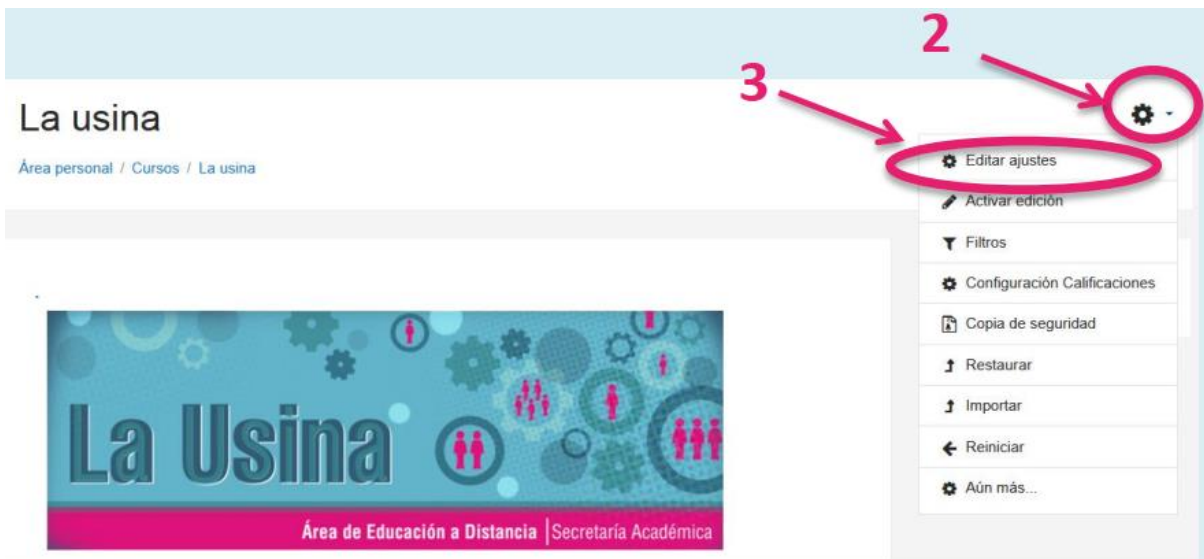 2
3
La usina
Área personal / Cursos / La usina
Editar ajustes
Activar edición
Filtros
Configuración Calificaciones
Copia de seguridad
Restaurar
Importar
Reiniciar
Aún más...
La Usina
Área de Educación a Distancia | Secretaría Académica